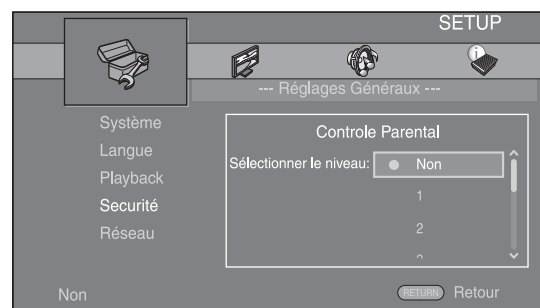 SETUP
--- Réglages Généraux ---
Système
Langue
Playback
Securité
Réseau
Controle Parental
Sélectionner le niveau:
Non
1
2
Non
RETURN Retour